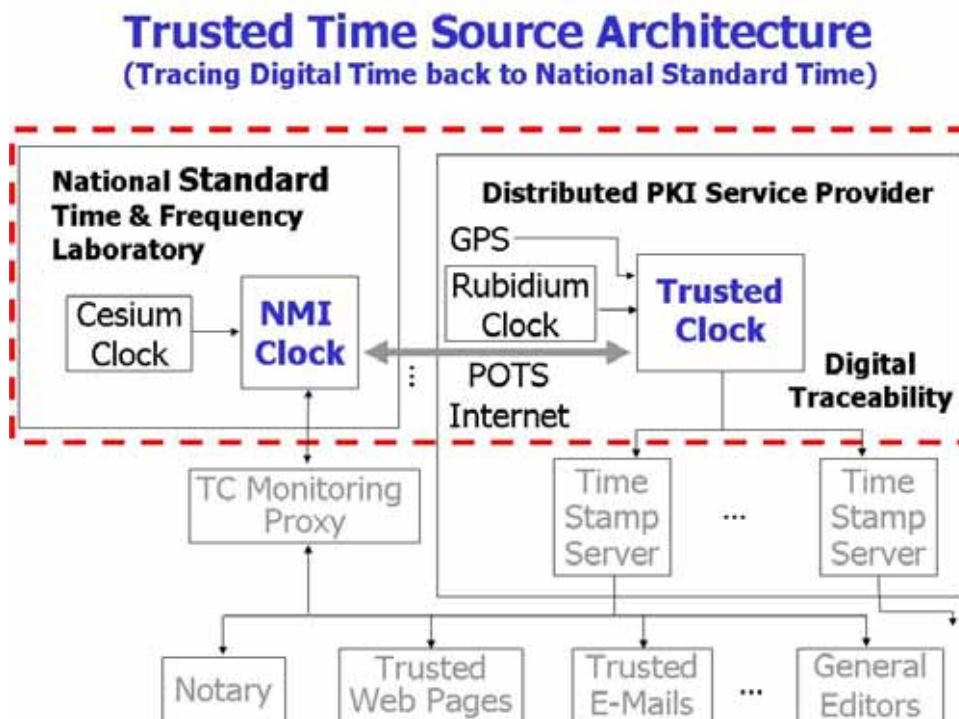 Trusted Time Source Architecture
(Tracing Digital Time back to National Standard Time)
National Standard
Time & Frequency
Laboratory
Cesium
Clock
NMI
Clock
Distributed PKI Service Provider
GPS
Rubidium
Clock
Trusted
Clock
...
POTS
Internet
Digital
Traceability
TC Monitoring
Proxy
Time
Stamp
Server
...
Time
Stamp
Server
Notary
Trusted
Web Pages
Trusted
E-Mails
...
General
Editors